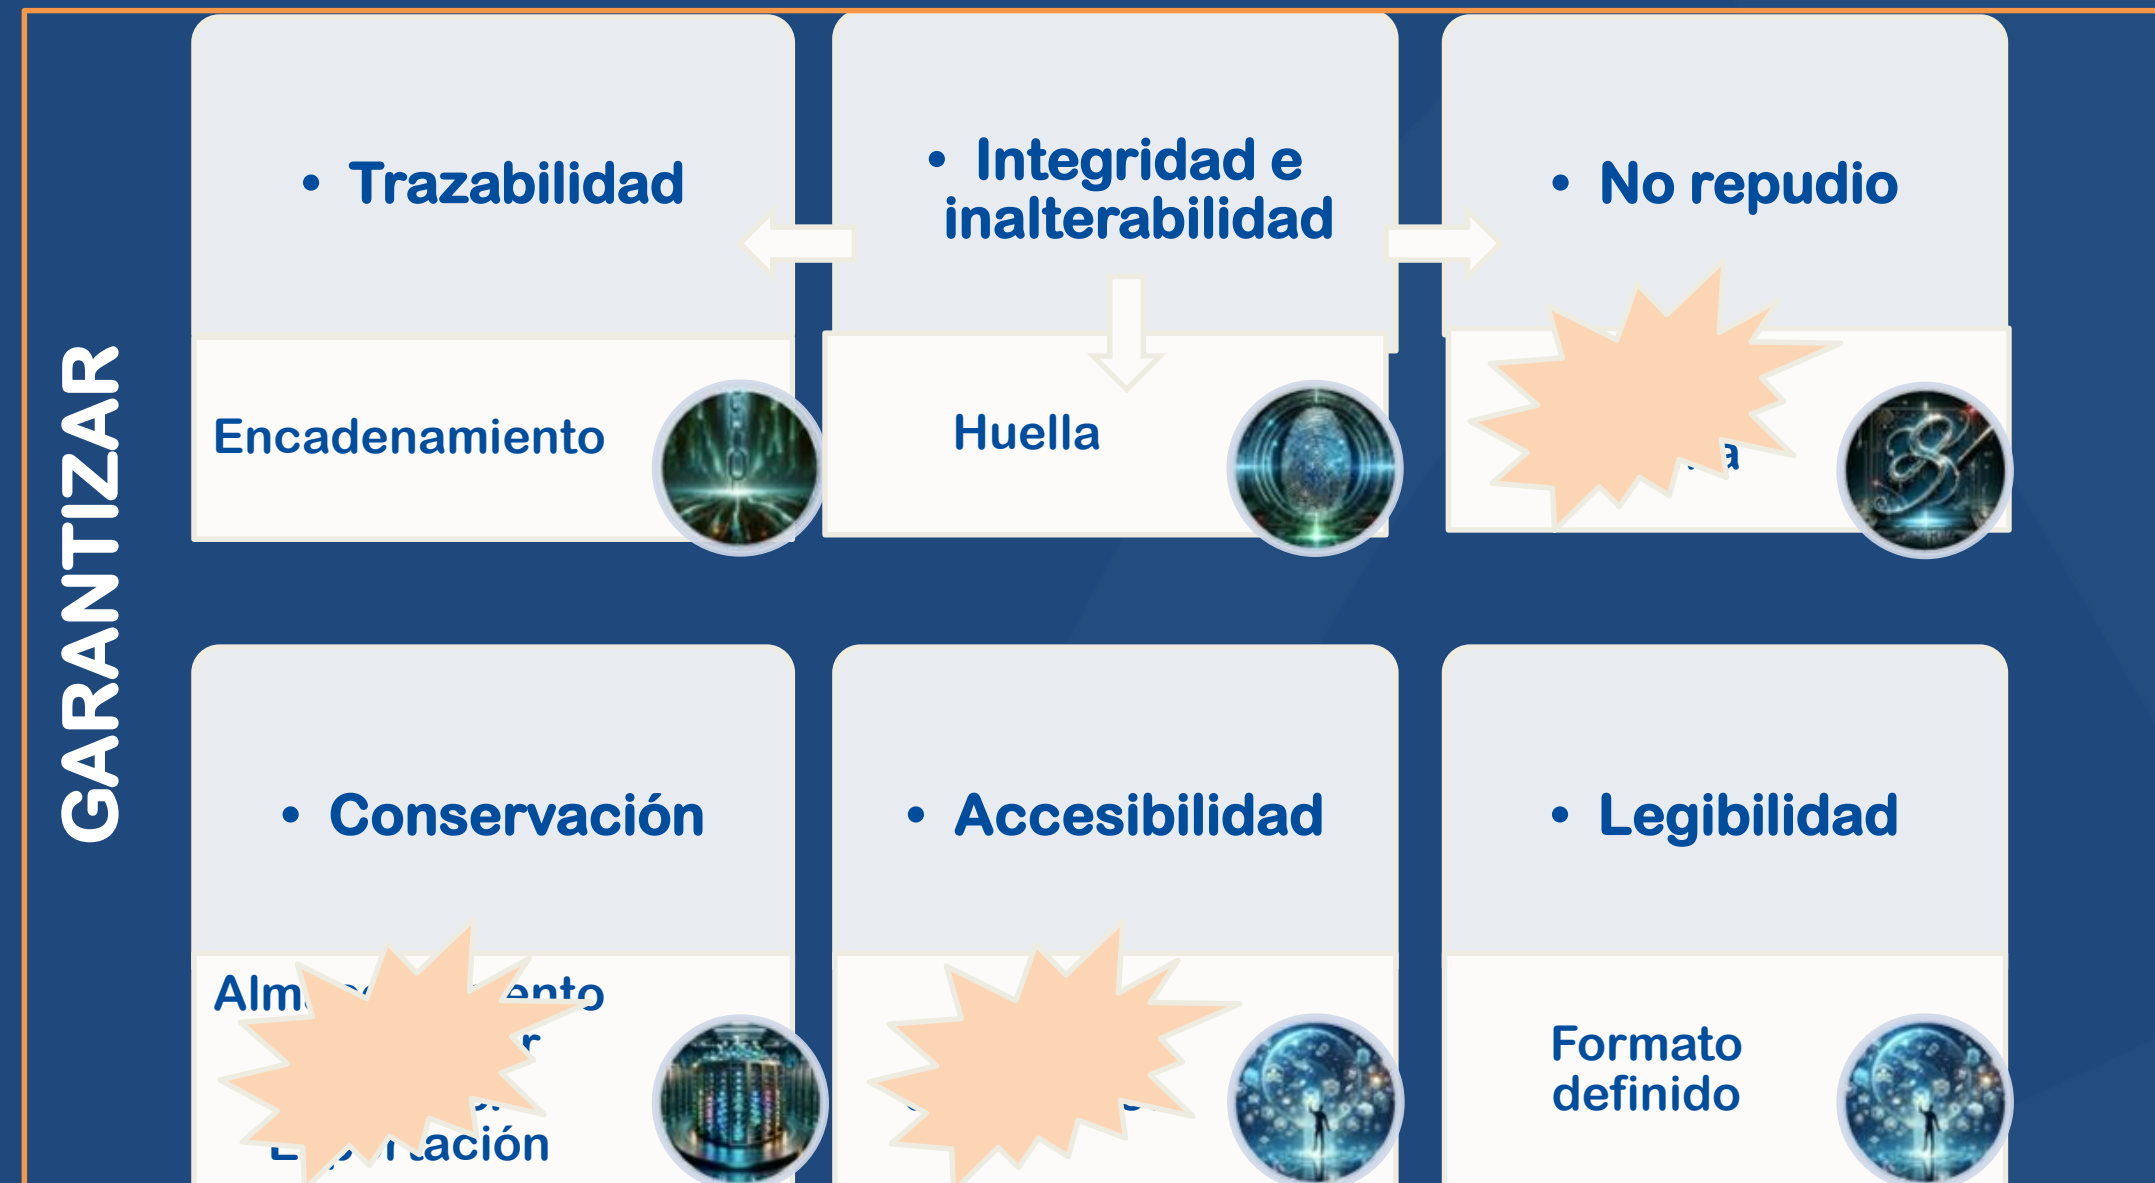 GARANTIZAR
• Trazabilidad
• Integridad e
inalterabilidad
• No repudio
Encadenamiento
Huella
• Conservación
• Accesibilidad
• Legibilidad
Formato
definido